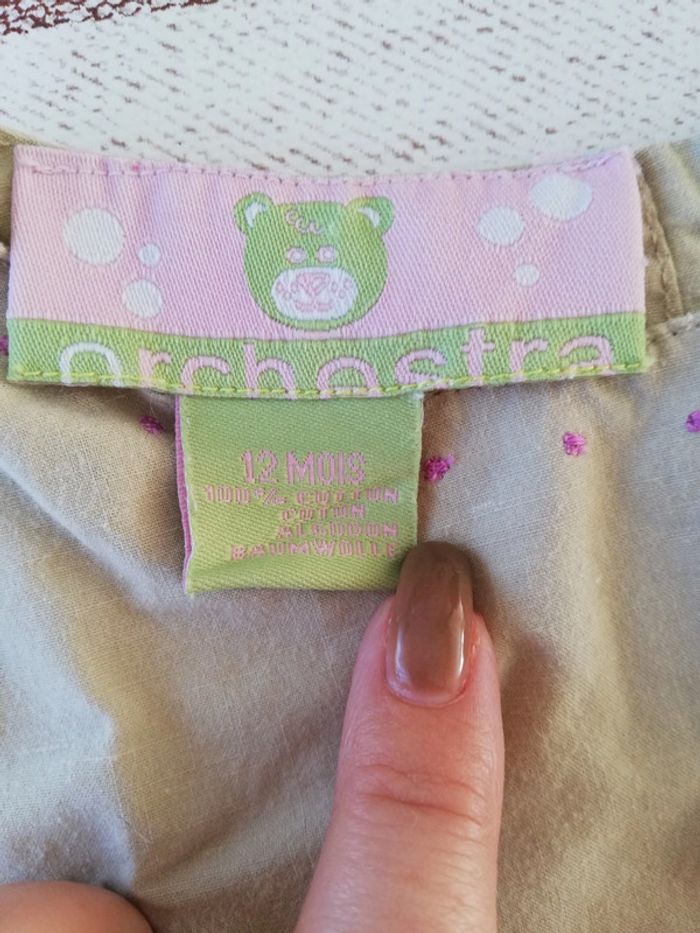 orchestra
12 MOIS
100% COTTON
COTON
ALGODON
BAUMWOLLE